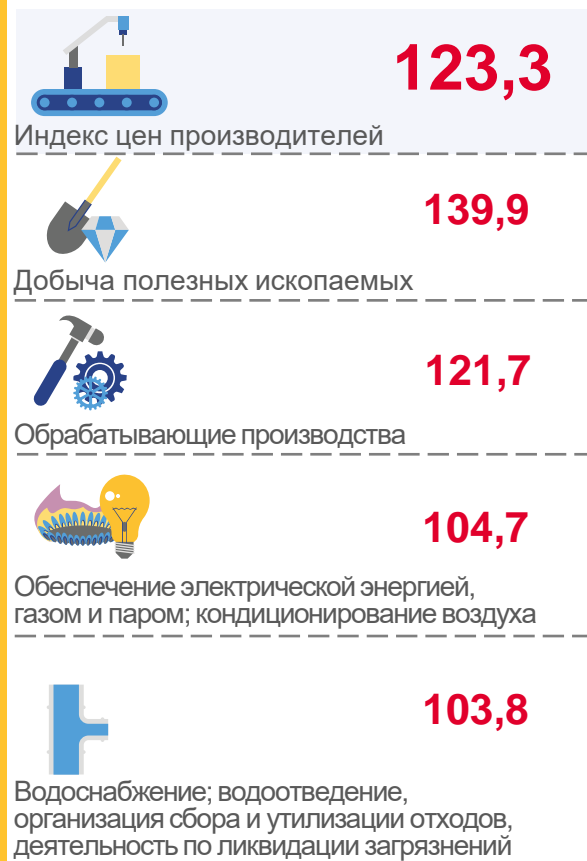 123,3
Индекс цен производителей
139,9
Добыча полезных ископаемых
121,7
Обрабатывающие производства
104,7
Обеспечение электрической энергией,
газом и паром; кондиционирование воздуха
103,8
Водоснабжение; водоотведение,
организация сбора и утилизации отходов,
деятельность по ликвидации загрязнений